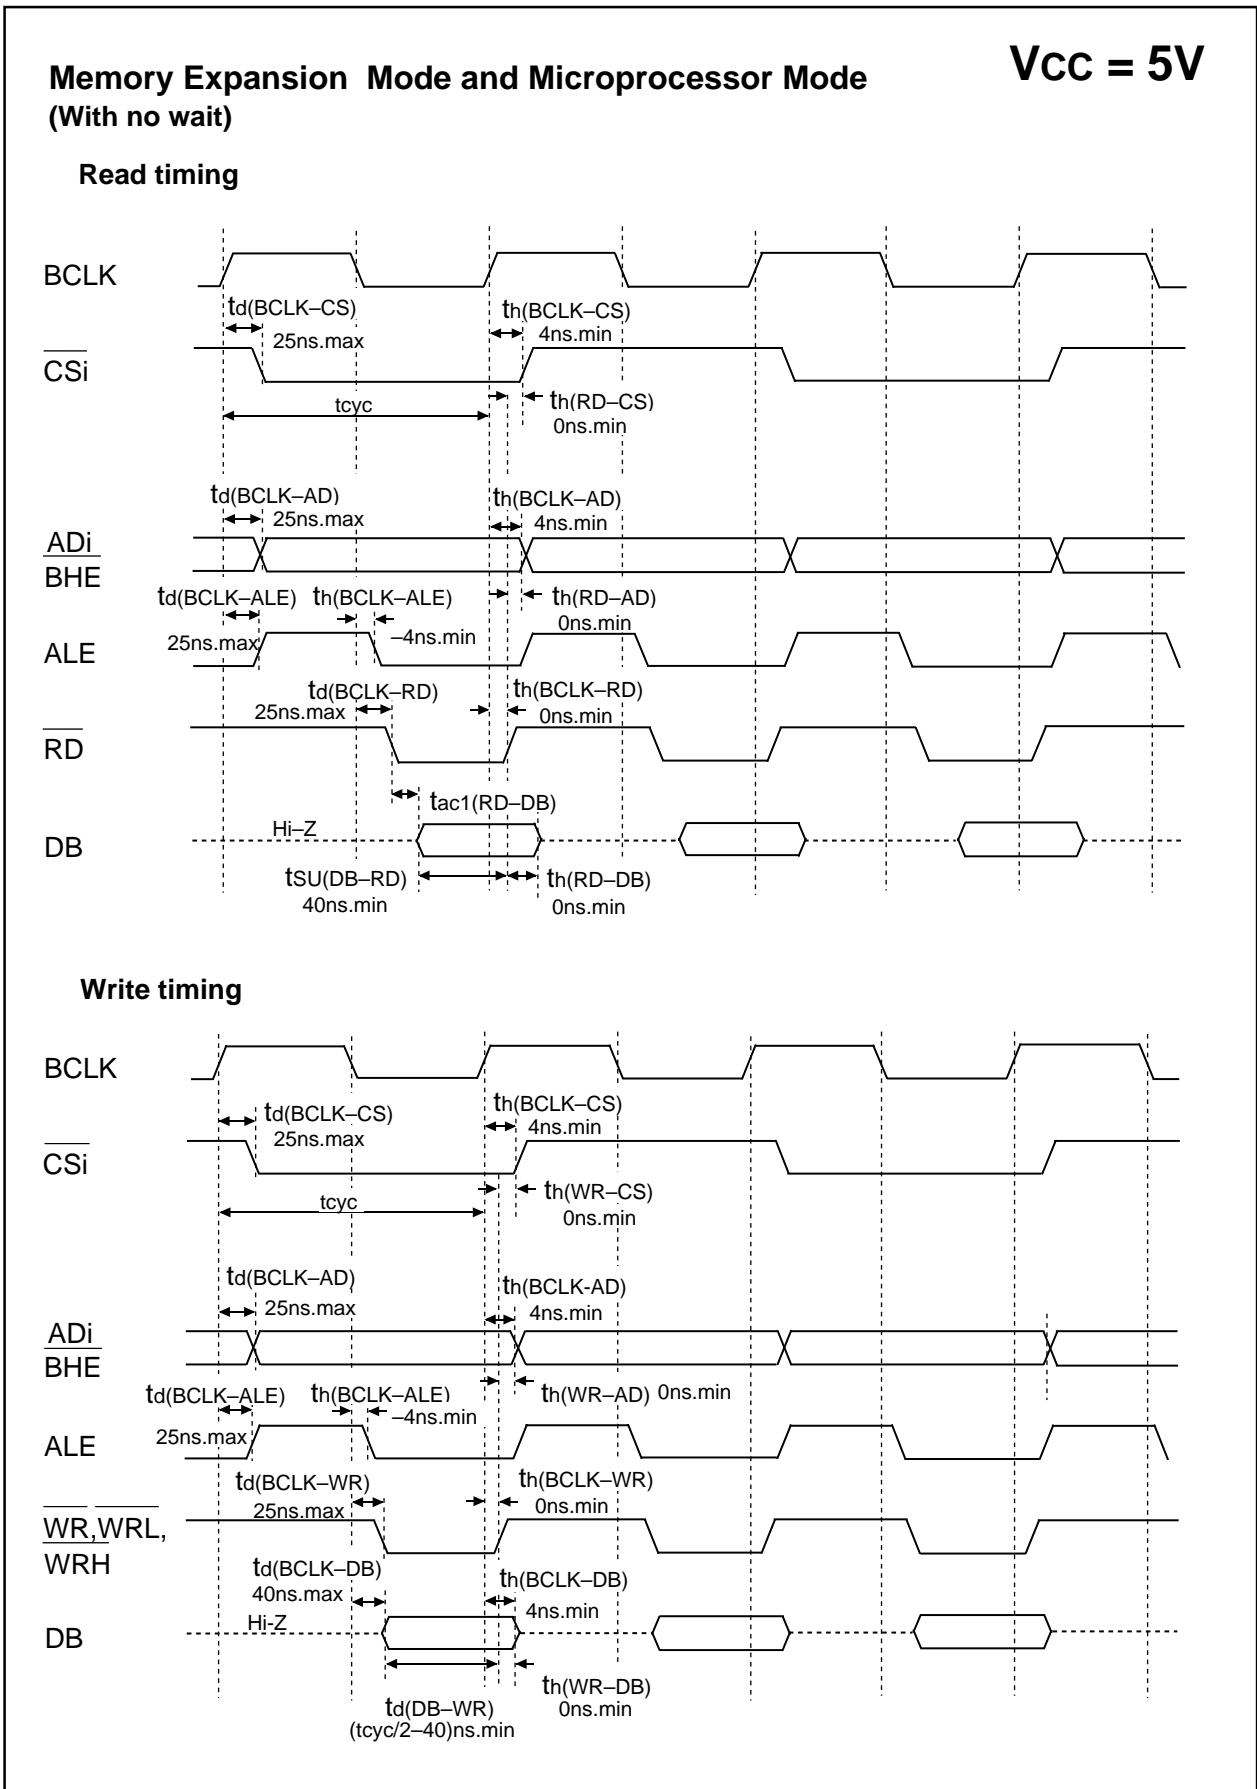 Memory Expansion  Mode and Microprocessor Mode
VCC = 5V
(With no wait)
Read timing
BCLK
td(BCLK–CS)
25ns.max
th(BCLK–CS)
4ns.min
CSi
tcyc
th(RD–CS)
0ns.min
td(BCLK–AD)
25ns.max
th(BCLK–AD)
4ns.min
ADi
BHE
td(BCLK–ALE)
25ns.max
th(BCLK–ALE)
–4ns.min
th(RD–AD)
0ns.min
ALE
td(BCLK–RD)
25ns.max
th(BCLK–RD)
0ns.min
RD
tac1(RD–DB)
Hi–Z
DB
tSU(DB–RD)
40ns.min
th(RD–DB)
0ns.min
Write timing
BCLK
td(BCLK–CS)
25ns.max
th(BCLK–CS)
4ns.min
CSi
tcyc
th(WR–CS)
0ns.min
td(BCLK–AD)
25ns.max
th(BCLK-AD)
4ns.min
ADi
BHE
td(BCLK–ALE)
25ns.max
th(BCLK–ALE)
–4ns.min
th(WR–AD) 0ns.min
ALE
td(BCLK–WR)
25ns.max
th(BCLK–WR)
0ns.min
WR,WRL,
WRH
td(BCLK–DB)
40ns.max
th(BCLK–DB)
4ns.min
Hi-Z
DB
td(DB–WR)
(tcyc/2–40)ns.min
th(WR–DB)
0ns.min